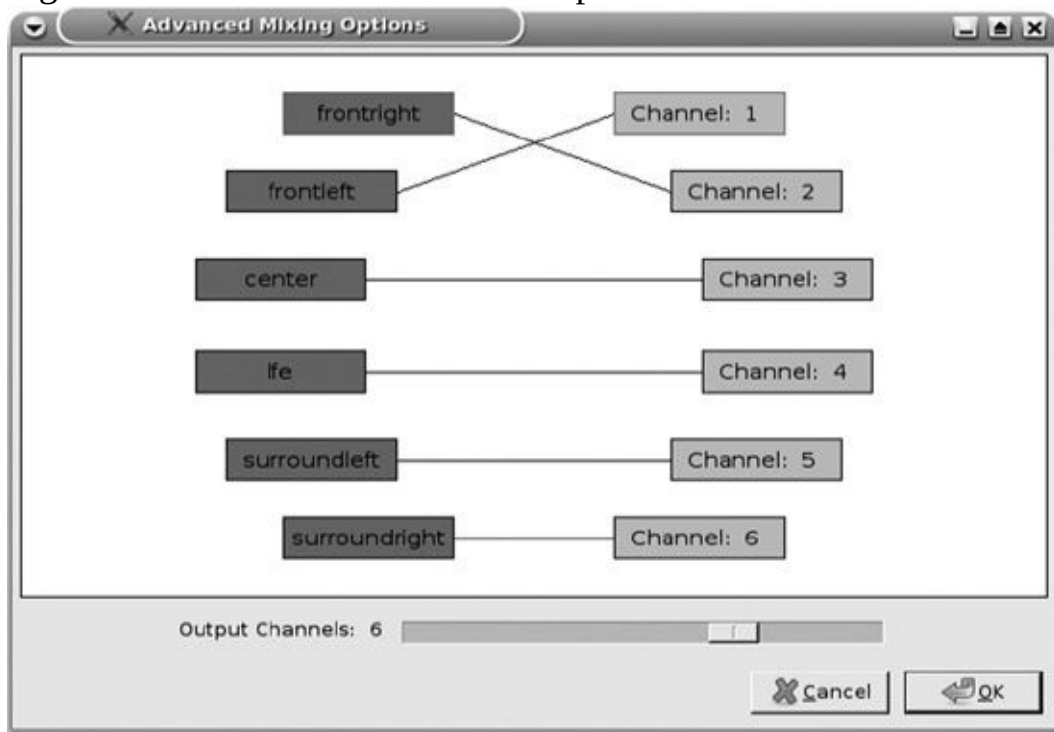 Advanced Mixing Options
frontright
Channel: 1
frontleft
Channel: 2
center
Channel: 3
lfe
Channel: 4
surroundleft
Channel: 5
surroundright
Channel: 6
Output Channels: 6
Cancel
OK